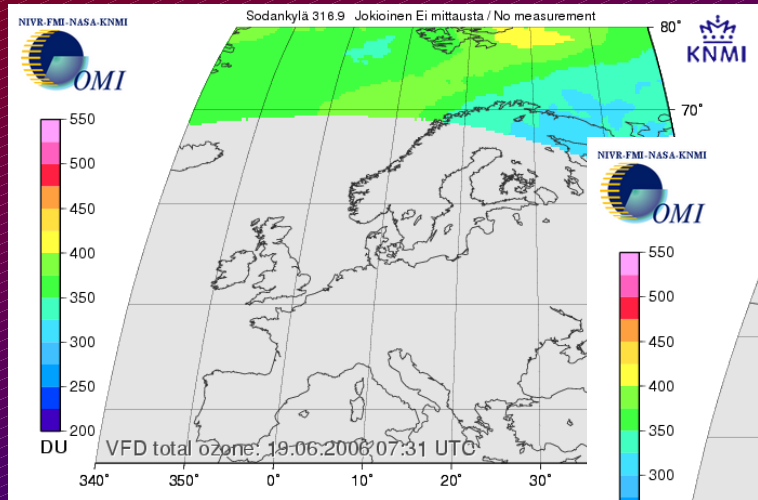 Sodankylä 316.9 Jokioinen Ei mittausta / No measurement
NIVR-FMI-NASA-KNMI
OMI
KNMI
80°
70°
550
500
450
400
350
300
250
200
DU
VFD total ozone: 19.06.2006 07:31 UTC
340°
350°
0°
10°
20°
30°
NIVR-FMI-NASA-KNMI
OMI
550
500
450
400
350
300